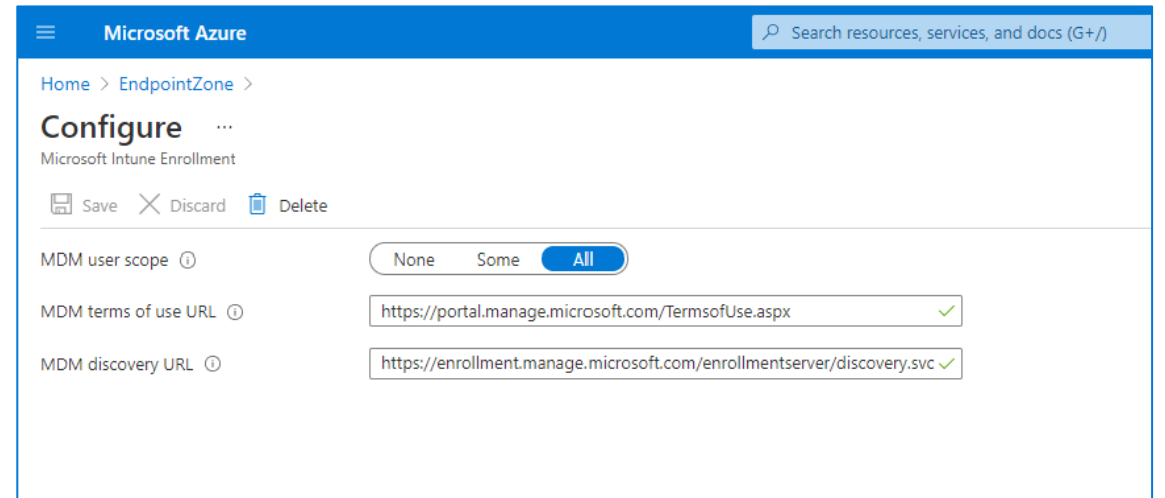 Microsoft Azure
Search resources, services, and docs (G+/)
Home > EndpointZone >
Configure ...
Microsoft Intune Enrollment
Save Discard Delete
MDM user scope None Some All
MDM terms of use URL https://portal.manage.microsoft.com/TermsofUse.aspx
MDM discovery URL https://enrollment.manage.microsoft.com/enrollmentserver/discovery.svc